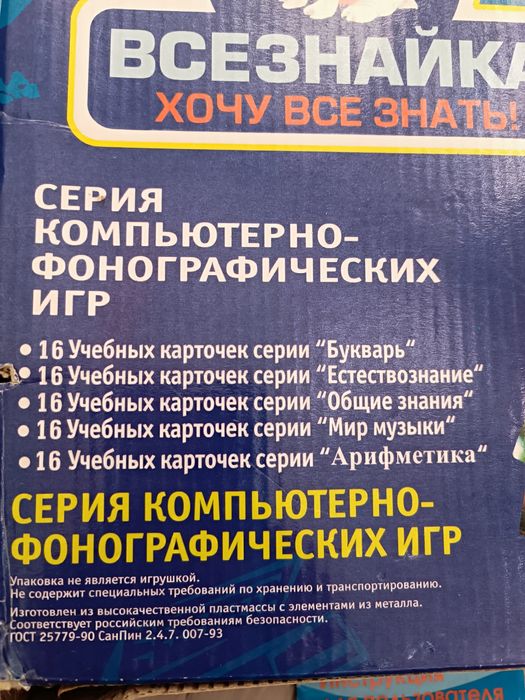 ВСЕЗНАЙКА
ХОЧУ ВСЕ ЗНАТЬ!
СЕРИЯ
КОМПЬЮТЕРНО-
ФОНОГРАФИЧЕСКИХ
ИГР
• 16 Учебных карточек серии “Букварь“
• 16 Учебных карточек серии “Естествознание“
• 16 Учебных карточек серии “Общие знания“
• 16 Учебных карточек серии “Мир музыки“
• 16 Учебных карточек серии “Арифметика“
СЕРИЯ КОМПЬЮТЕРНО-
ФОНОГРАФИЧЕСКИХ ИГР
Упаковка не является игрушкой.
Не содержит специальных требований по хранению и транспортированию.
Изготовлен из высокачественной пластмассы с элементами из металла.
Соответствует российским требованиям безопасности.
ГОСТ 25779-90 СанПин 2.4.7. 007-93
Инструкция
пользователя